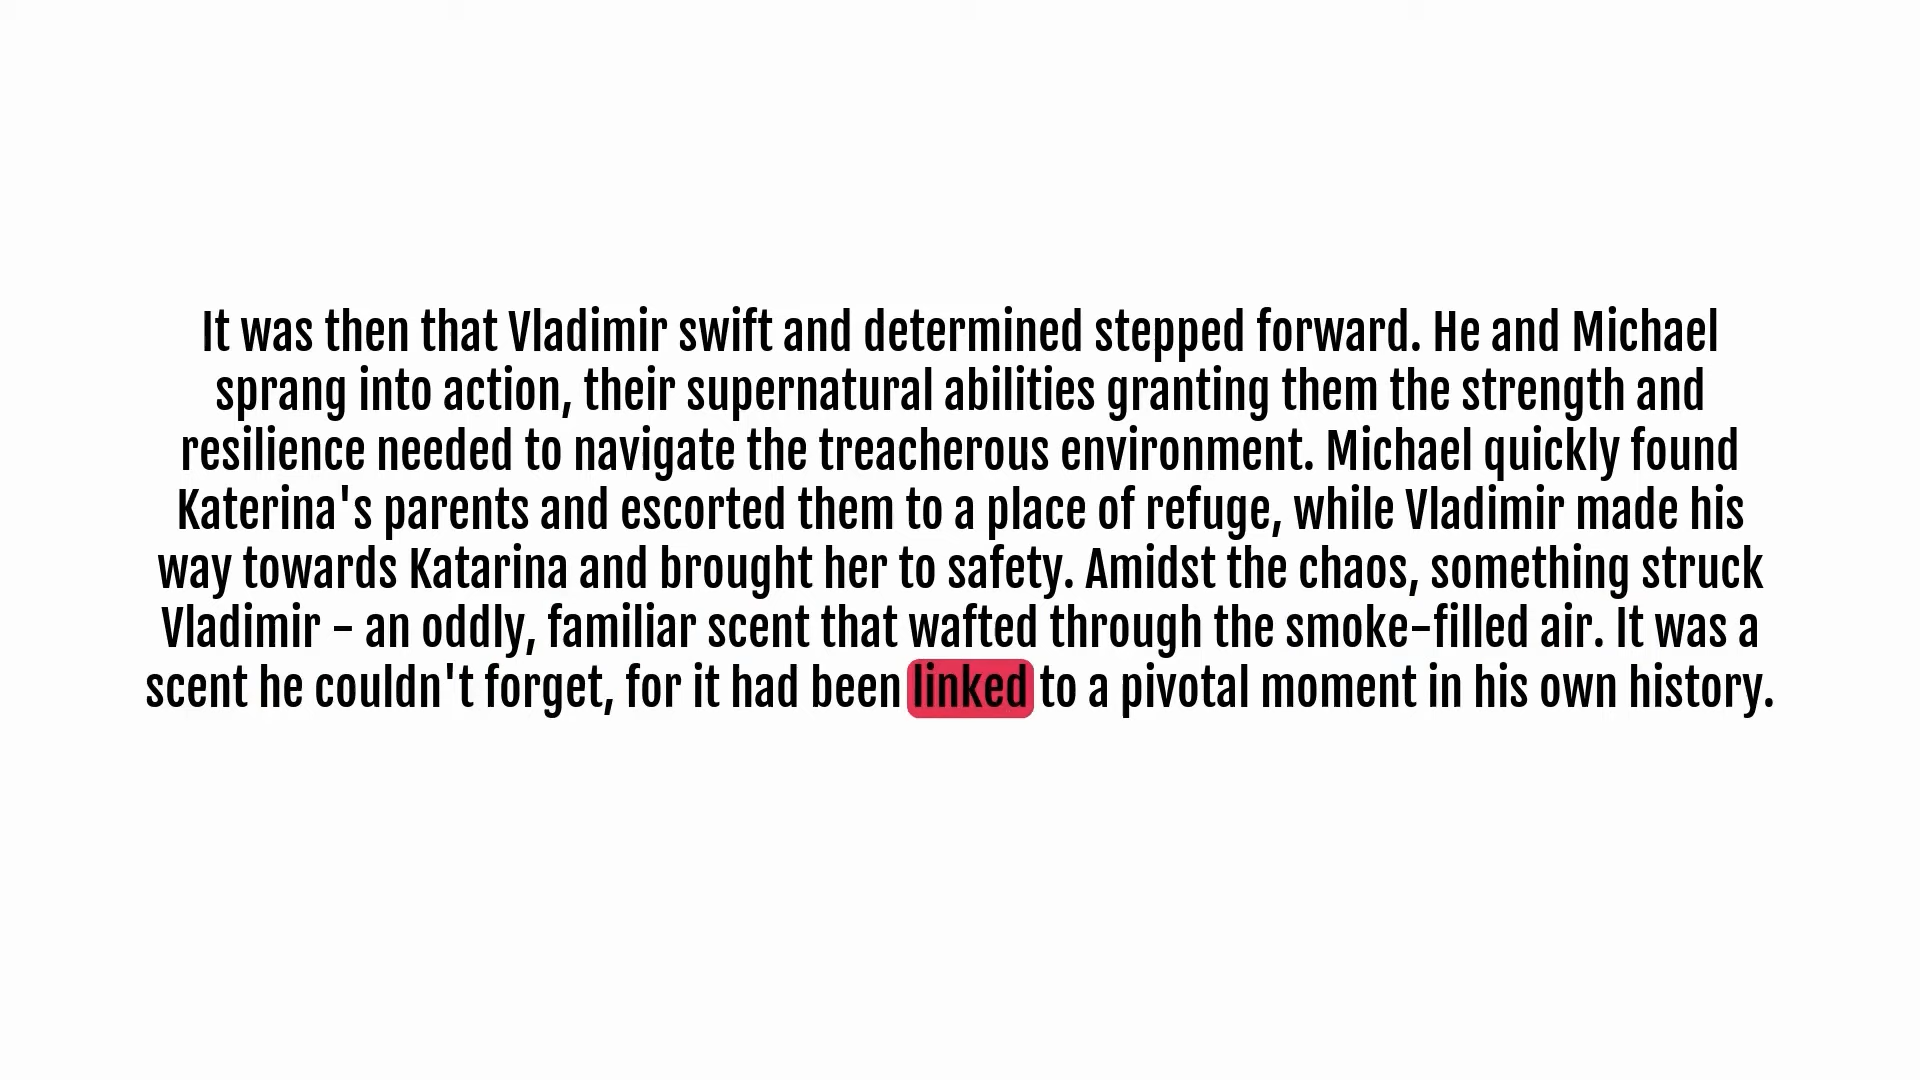 It was then that Vladimir swift and determined stepped forward. He and Michael
sprang into action, their supernatural abilities granting them the strength and
resilience needed to navigate the treacherous environment. Michael quickly found
Katerina's parents and escorted them to a place of refuge, while Vladimir made his
way towards Katarina and brought her to safety. Amidst the chaos, something struck
Vladimir - an oddly, familiar scent that wafted through the smoke-filled air. It was a
scent he couldn't forget, for it had been linked to a pivotal moment in his own history.